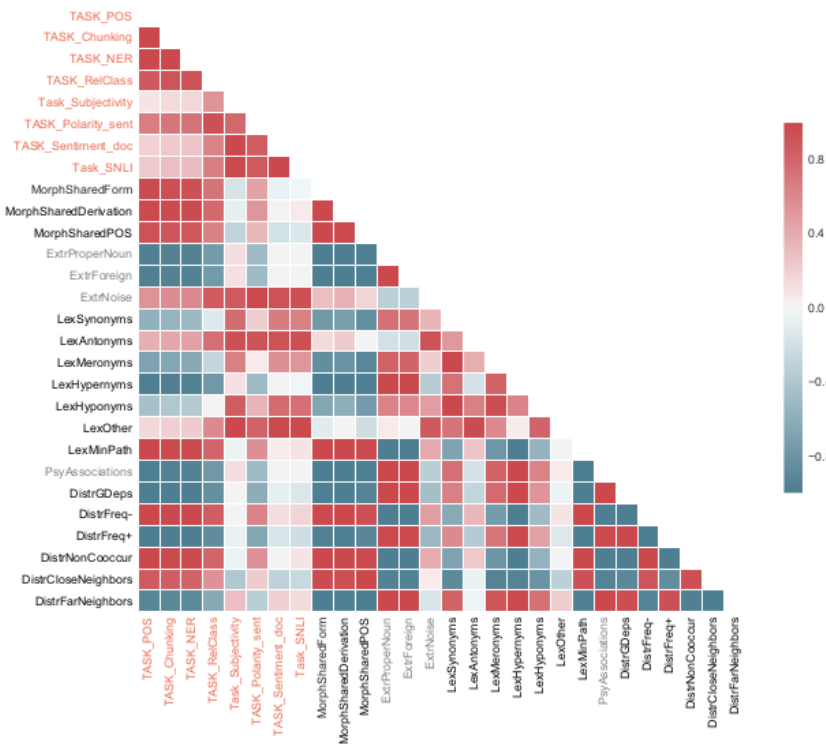 TASK_POS
TASK_Chunking
TASK_NER
TASK_RelClass
Task_Subjectivity
TASK_Polarity_sent
TASK_Sentiment_doc
Task_SNLI
MorphSharedForm
MorphSharedDerivation
MorphSharedPOS
ExtrProperNoun
ExtrForeign
ExtrNoise
LexSynonyms
LexAntonyms
LexMeronyms
LexHypernyms
LexHyponyms
LexOther
LexMinPath
PsyAssociations
DistrGDeps
DistrFreq-
DistrFreq+
DistrNonCooccur
DistrCloseNeighbors
DistrFarNeighbors
0.8
0.4
0.0
TASK_POS
TASK_Chunking
TASK_NER
TASK_RelClass
Task_Subjectivity
TASK_Polarity_sent
TASK_Sentiment_doc
Task_SNLI
MorphSharedForm
MorphSharedDerivation
MorphSharedPOS
ExtrProperNoun
ExtrForeign
ExtrNoise
LexSynonyms
LexAntonyms
LexMeronyms
LexHypernyms
LexHyponyms
LexOther
LexMinPath
PsyAssociations
DistrGDeps
DistrFreq-
DistrFreq+
DistrNonCooccur
DistrCloseNeighbors
DistrFarNeighbors